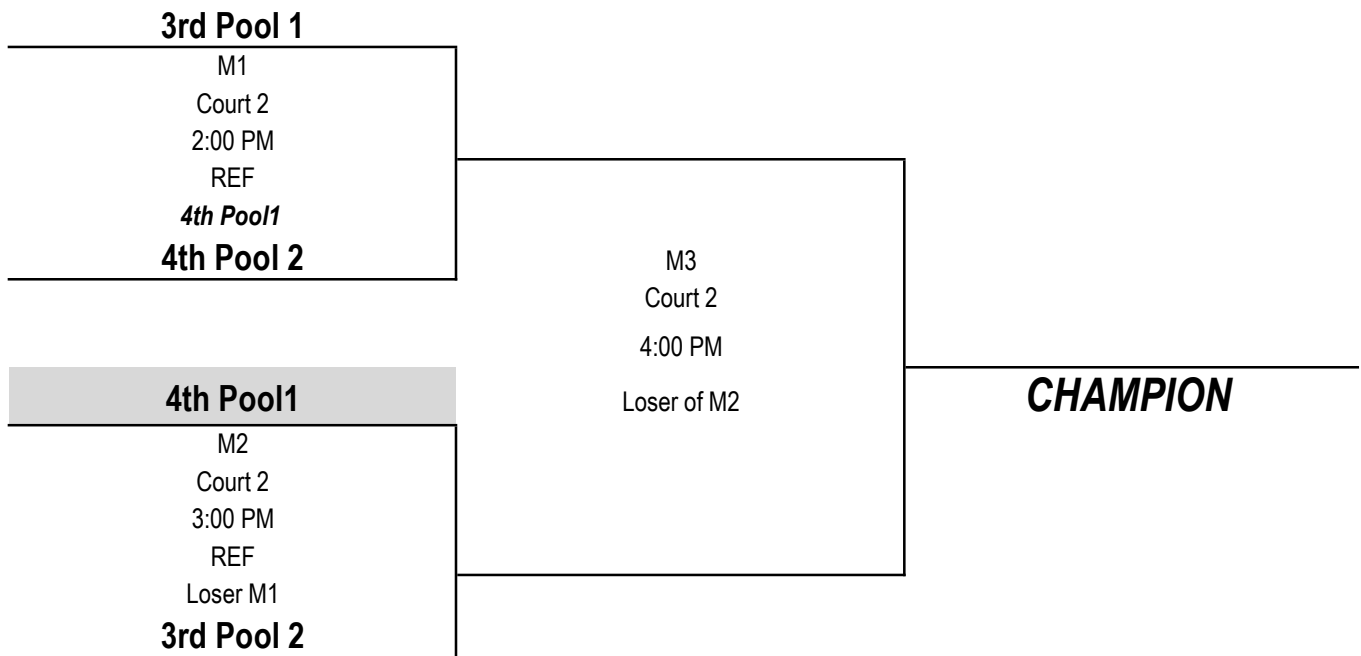 3rd Pool 1
M1
Court 2
2:00 PM
REF
4th Pool1
4th Pool 2
M3
Court 2
4:00 PM
Loser of M2
CHAMPION
4th Pool1
M2
Court 2
3:00 PM
REF
Loser M1
3rd Pool 2